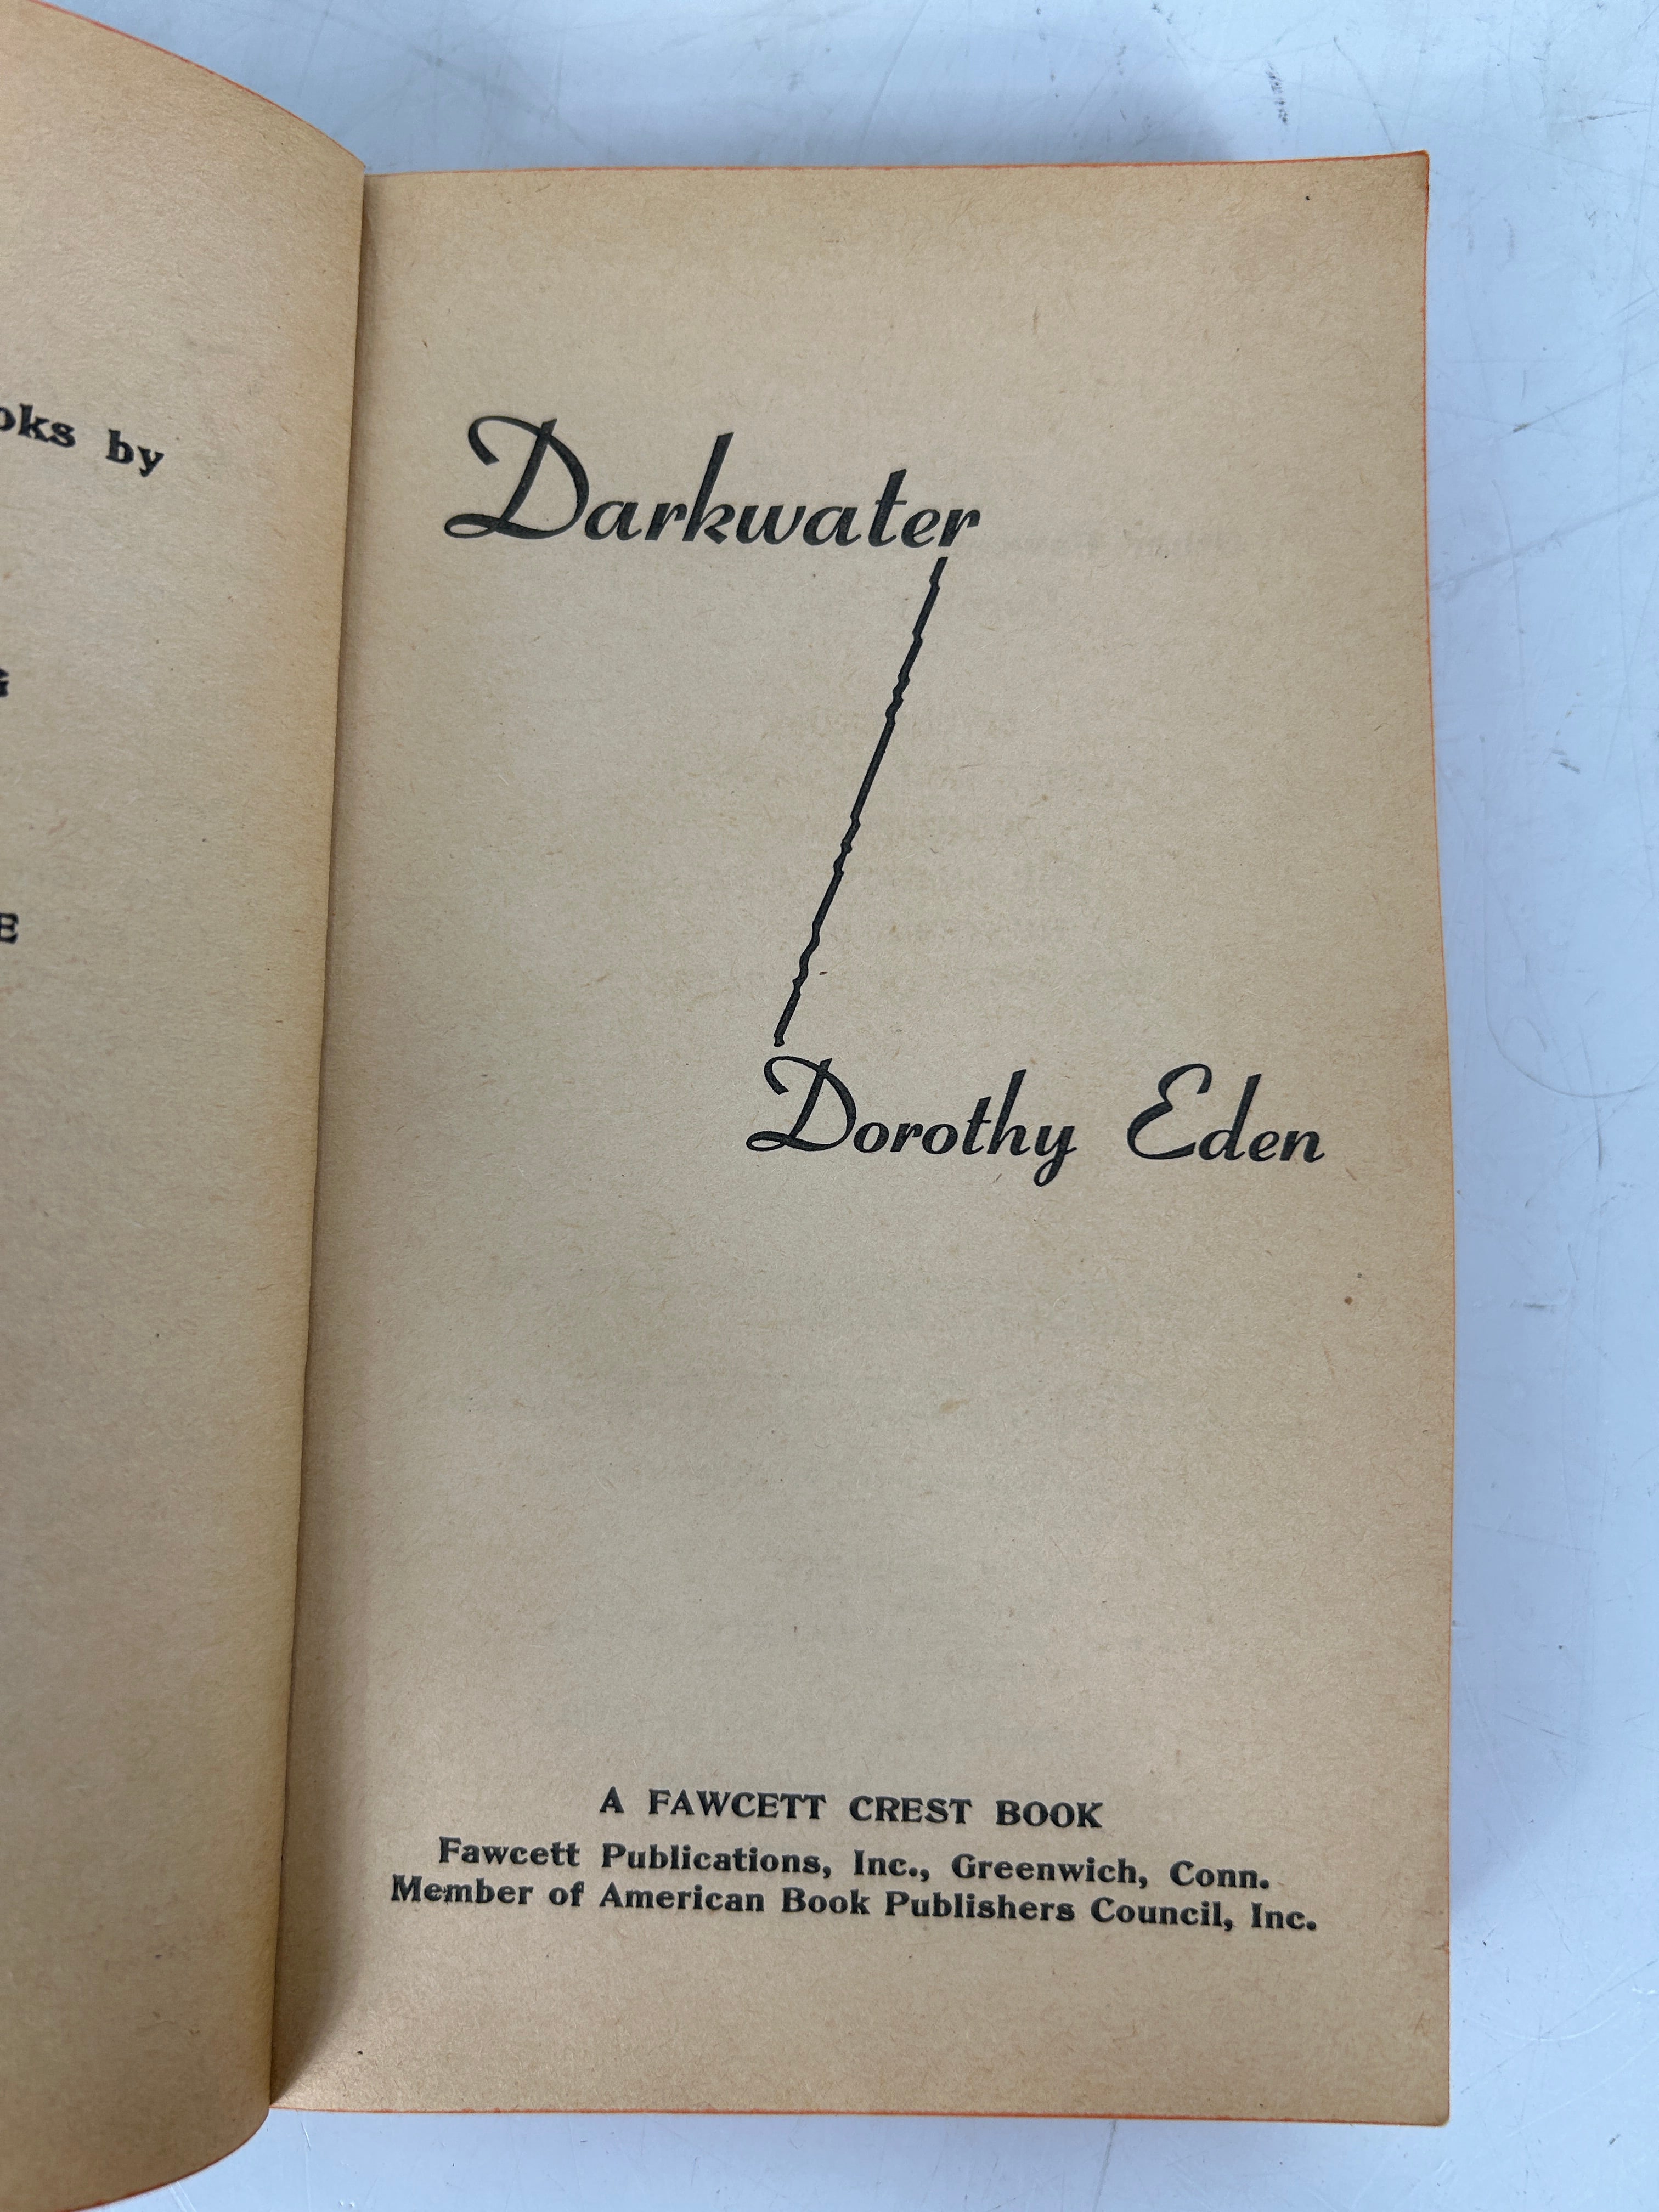 by
Darkwater
Dorothy Eden
A FAWCETT CREST BOOK
Fawcett Publications, Inc., Greenwich, Conn.
Member of American Book Publishers Council, Inc.